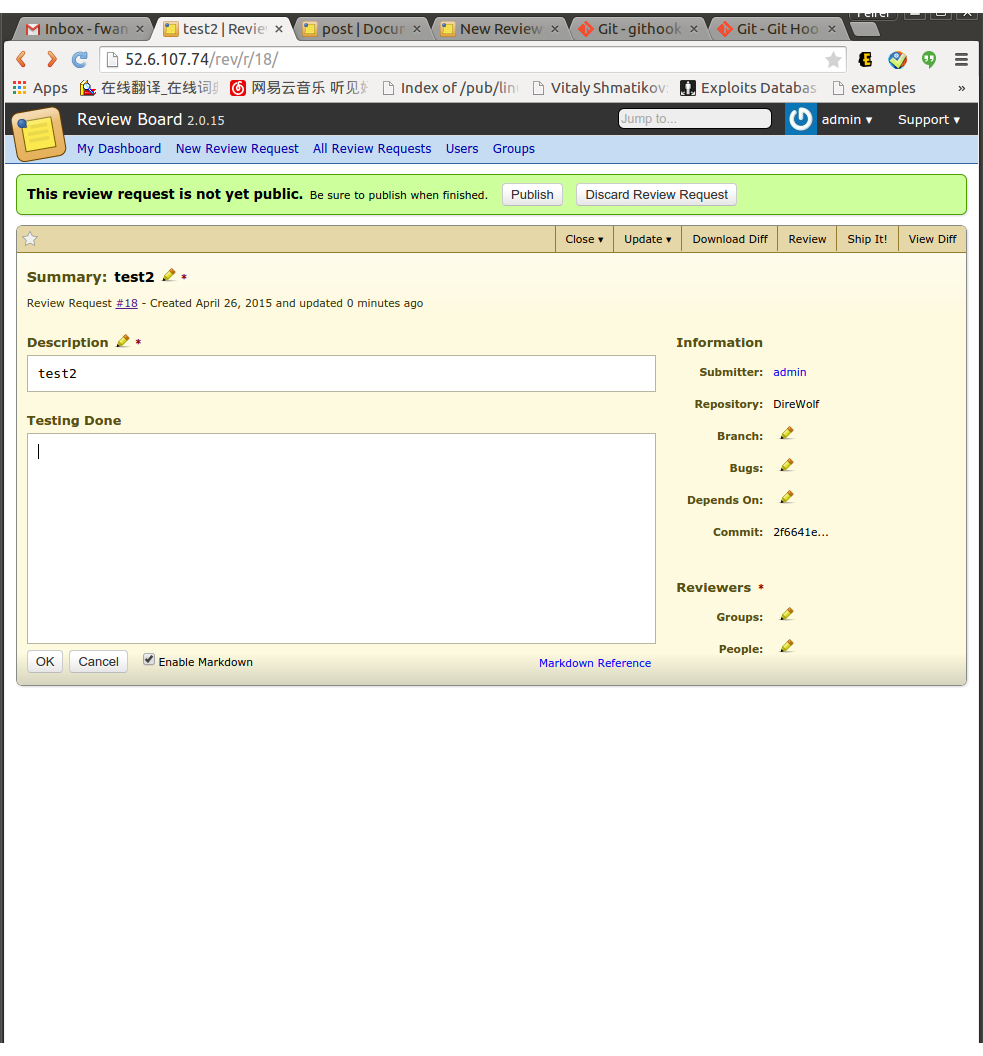 Inbox - fwan × test2 | Revie × post | Docum × New Review × Git - githook × Git - Git Hoo ×
52.6.107.74/rev/r/18/
Apps 在线翻译_在线词 网易云音乐 听见 Index of /pub/lin Vitaly Shmatikov Exploits Databas examples »
Review Board 2.0.15 Jump to... admin ▾ Support ▾
My Dashboard New Review Request All Review Requests Users Groups
This review request is not yet public. Be sure to publish when finished. Publish Discard Review Request
Close ▾ Update ▾ Download Diff Review Ship It! View Diff
Summary: test2 *
Review Request #18 - Created April 26, 2015 and updated 0 minutes ago
Description *
test2
Testing Done
OK Cancel Enable Markdown Markdown Reference
Information
Submitter: admin
Repository: DireWolf
Branch:
Bugs:
Depends On:
Commit: 2f6641e...
Reviewers *
Groups:
People: